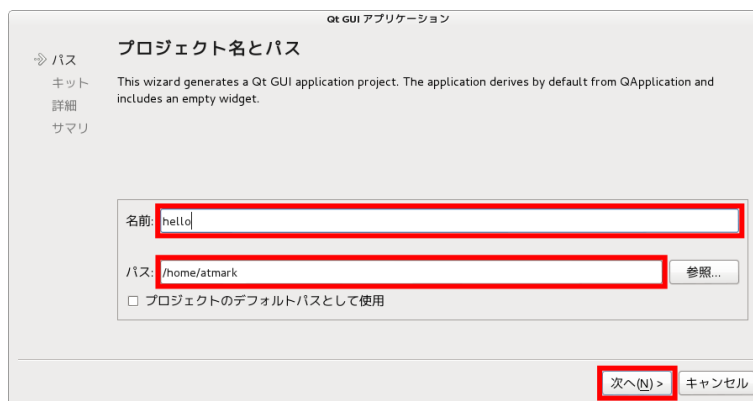 Qt GUI アプリケーション
パス
キット
詳細
サマリ
プロジェクト名とパス
This wizard generates a Qt GUI application project. The application derives by default from QApplication and
includes an empty widget.
名前: hello
パス: /home/atmark 参照...
プロジェクトのデフォルトパスとして使用
次へ(N) > キャンセル